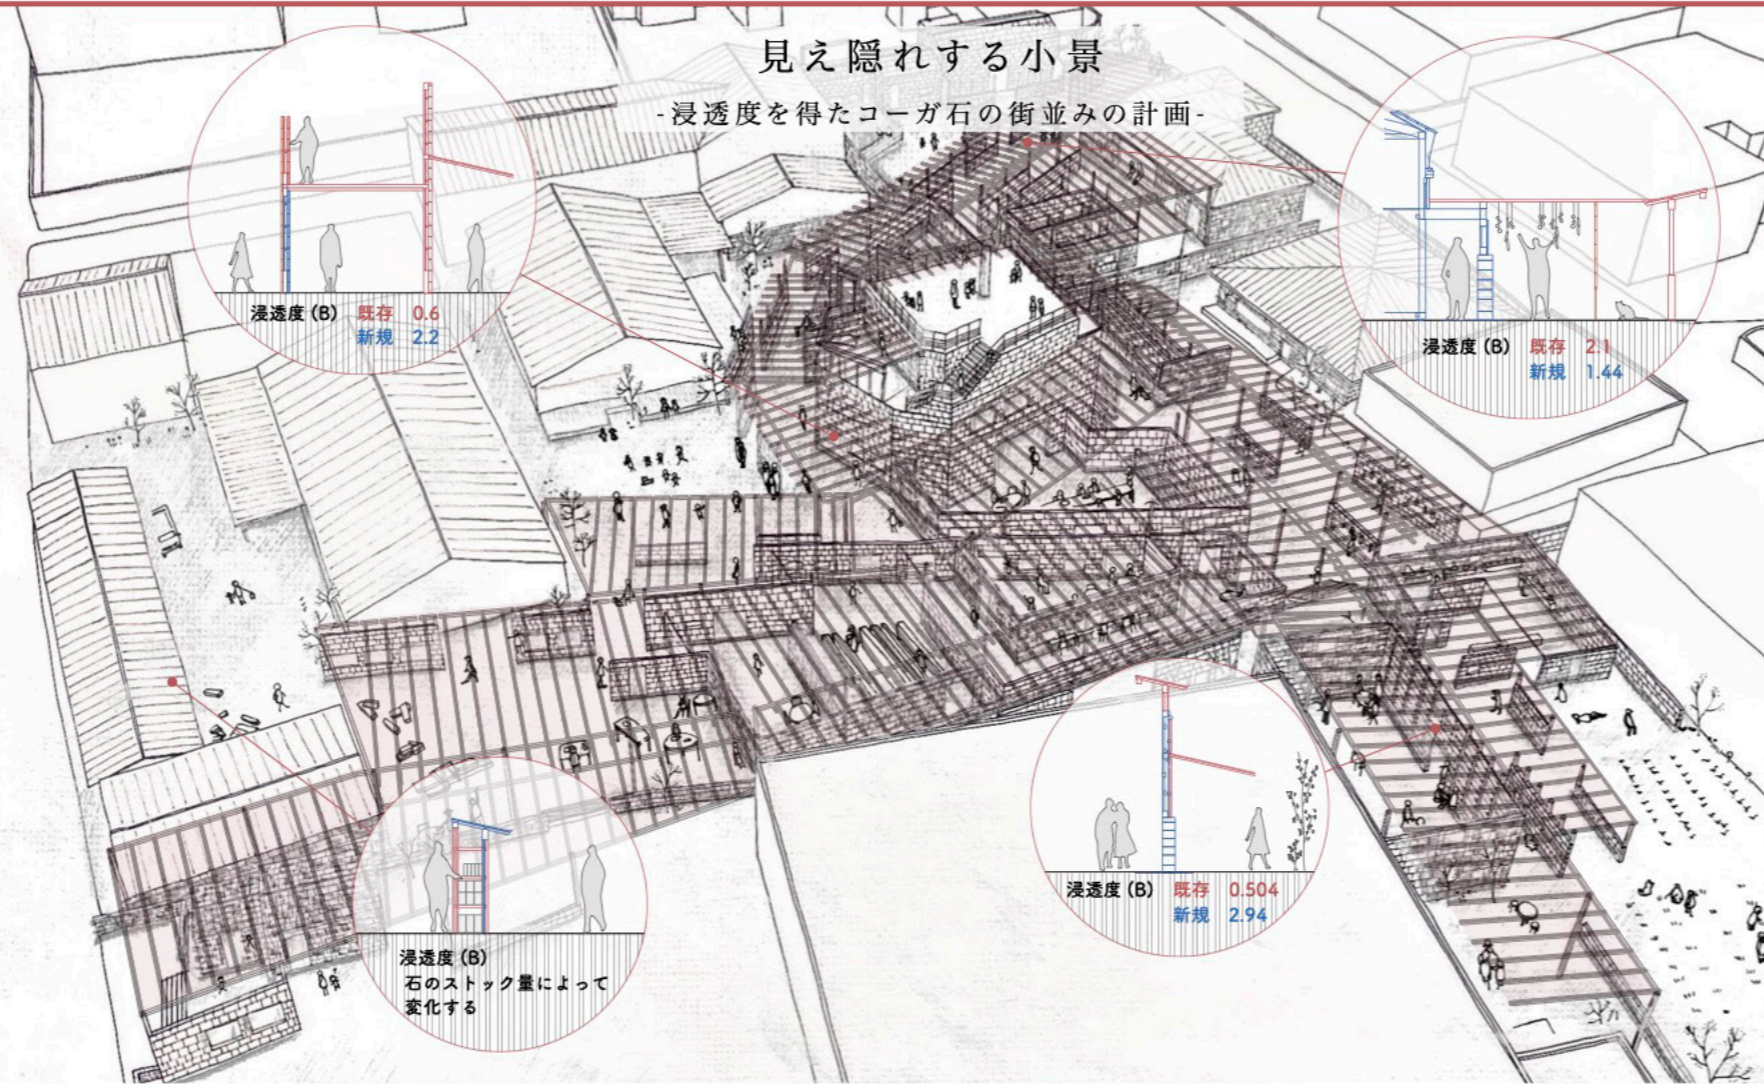 見え隠れする小景
-浸透度を得たコーガ石の街並みの計画-
浸透度(B) 既存 0.6
新規 2.2
浸透度(B) 既存 2.1
新規 1.44
浸透度(B) 既存 0.504
新規 2.94
浸透度(B)
石のストック量によって
変化する